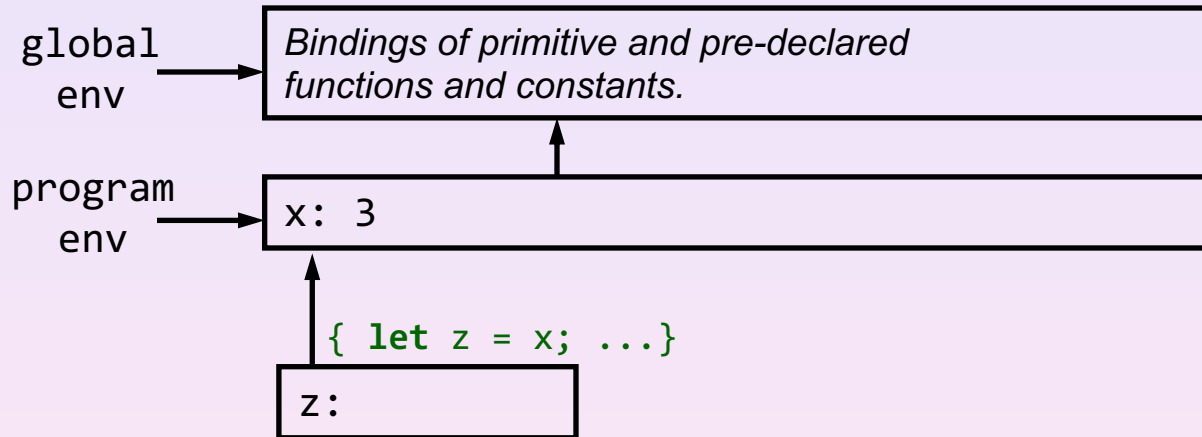 global
env
Bindings of primitive and pre-declared
functions and constants.
program
env
x: 3
{ let z = x; ...}
z: